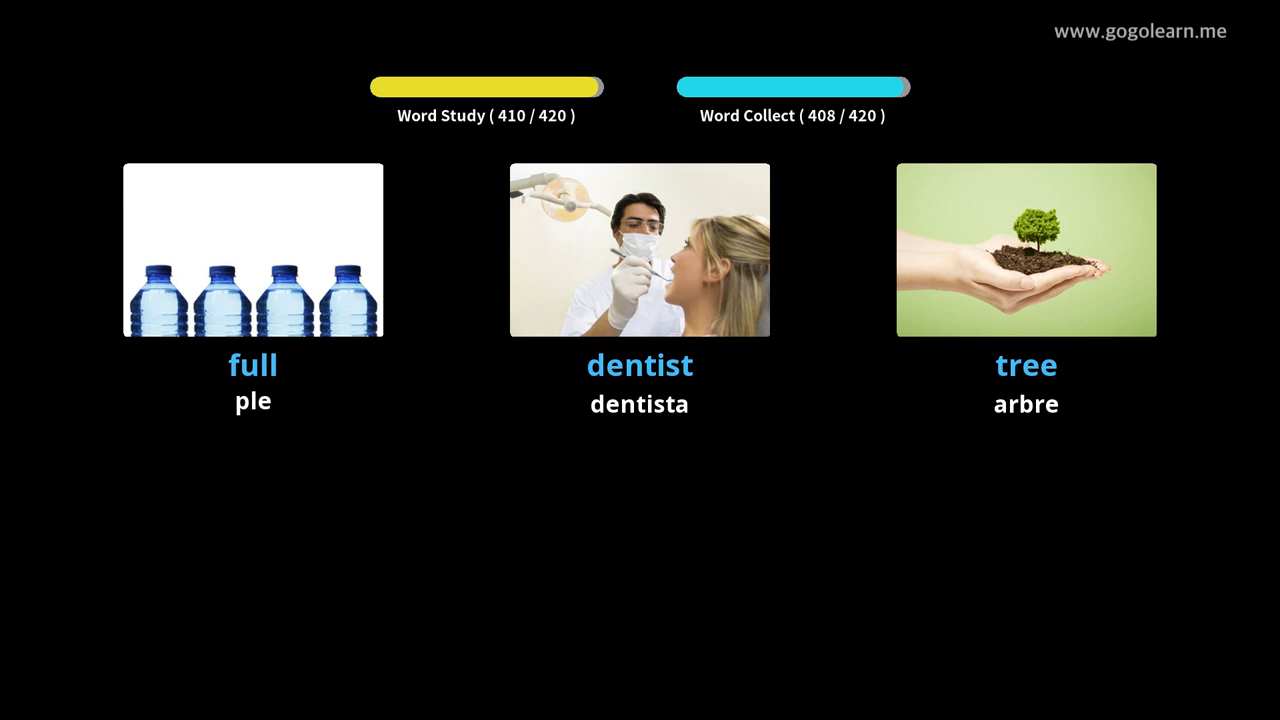 www.gogolearn.me
Word Study ( 410 / 420 )
Word Collect ( 408 / 420 )
full
ple
dentist
dentista
tree
arbre